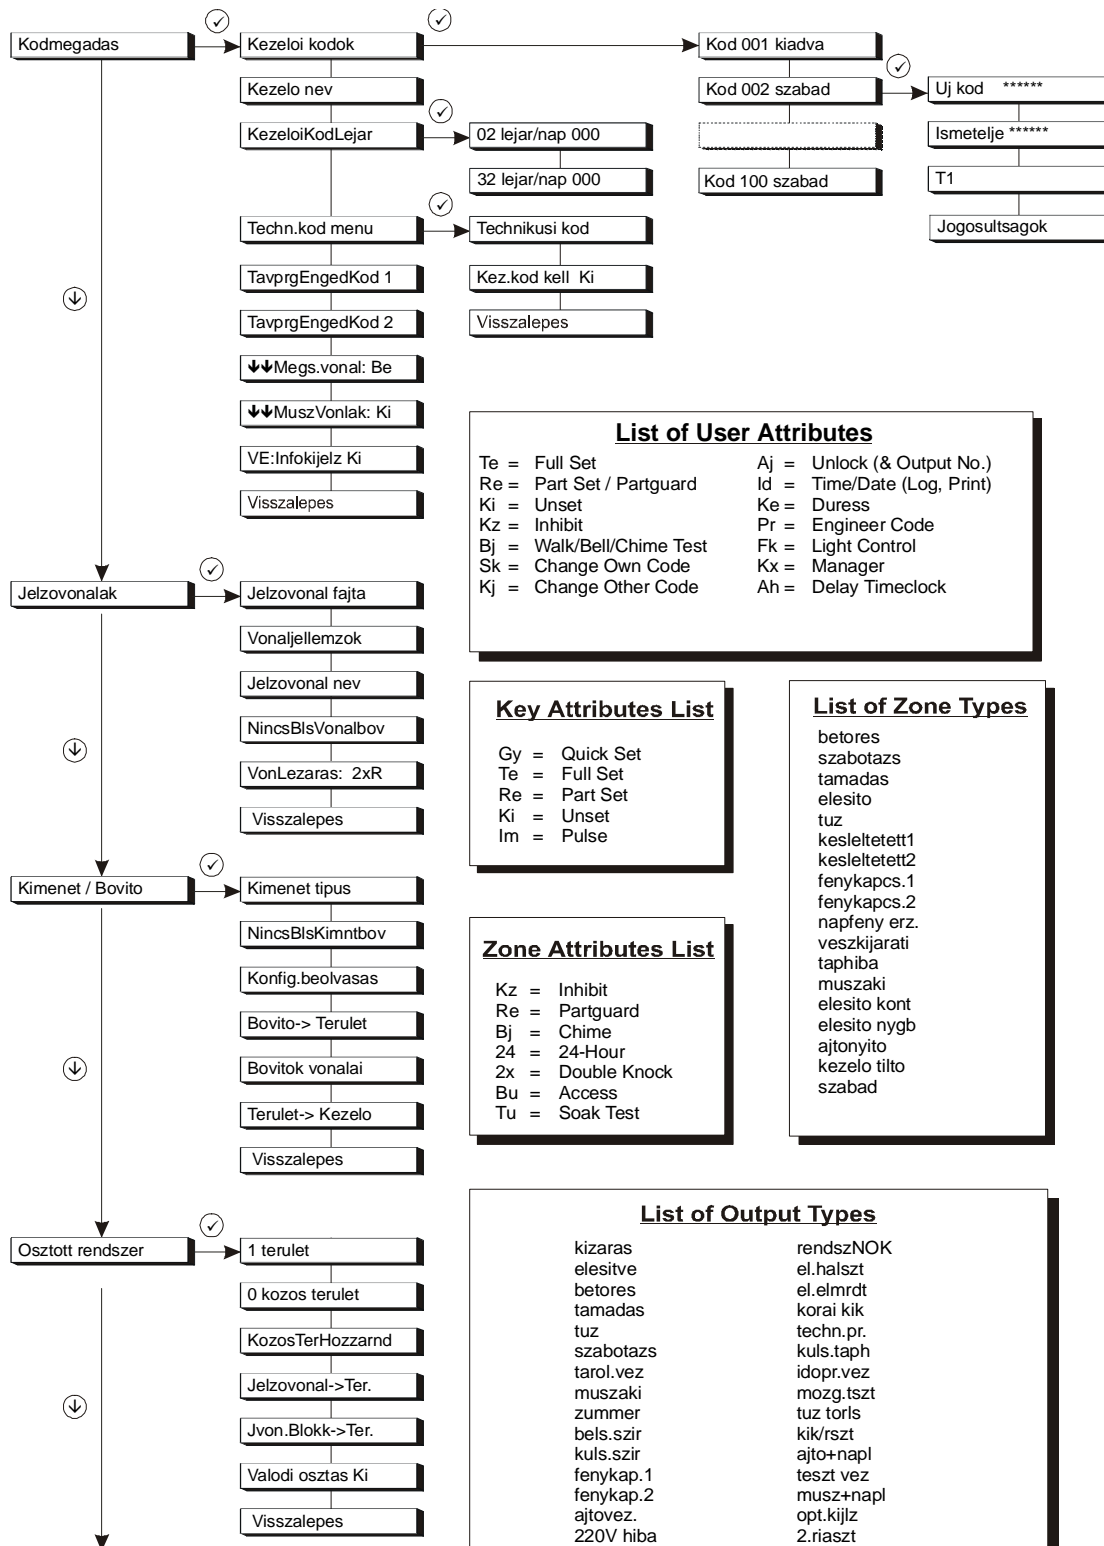 Kodmegadas
Kezeloi kodok
Kod 001 kiadva
Kezelo nev
Kod 002 szabad
Uj kod ******
KezeloiKodLejar
02 lejar/nap 000
Ismetelje ******
32 lejar/nap 000
Kod 100 szabad
T1
Techn.kod menu
Technikusi kod
Jogosultsagok
TavprgEngedKod 1
Kez.kod kell Ki
TavprgEngedKod 2
Visszalepes
↓↓Megs.vonal: Be
↓↓MuszVonlak: Ki
VE:Infokijelz Ki
Visszalepes
List of User Attributes
Te = Full Set
Re = Part Set / Partguard
Ki = Unset
Kz = Inhibit
Bj = Walk/Bell/Chime Test
Sk = Change Own Code
Kj = Change Other Code
Aj = Unlock (& Output No.)
Id = Time/Date (Log, Print)
Ke = Duress
Pr = Engineer Code
Fk = Light Control
Kx = Manager
Ah = Delay Timeclock
Jelzovonalak
Jelzovonal fajta
Vonaljellemzok
Jelzovonal nev
NincsBlsVonalbov
VonLezaras: 2xR
Visszalepes
Key Attributes List
Gy = Quick Set
Te = Full Set
Re = Part Set
Ki = Unset
Im = Pulse
List of Zone Types
betores
szabotazs
tamadas
elesito
tuz
kesleltetett1
kesleltetett2
fenykapcs.1
fenykapcs.2
napfeny erz.
veszkijarati
taphiba
muszaki
elesito kont
elesito nygb
ajtonyito
kezelo tilto
szabad
Kimenet / Bovito
Kimenet tipus
NincsBlsKimntbov
Konfig.beolvasas
Bovito-> Terulet
Bovitok vonalai
Terulet-> Kezelo
Visszalepes
Zone Attributes List
Kz = Inhibit
Re = Partguard
Bj = Chime
24 = 24-Hour
2x = Double Knock
Bu = Access
Tu = Soak Test
Osztott rendszer
1 terulet
0 kozos terulet
KozosTerHozzarnd
Jelzovonal->Ter.
Jvon.Blokk->Ter.
Valodi osztas Ki
Visszalepes
List of Output Types
kizaras
elesitve
betores
tamadas
tuz
szabotazs
tarol.vez
muszaki
zummer
bels.szir
kuls.szir
fenykap.1
fenykap.2
ajtovez.
220V hiba
rendszNOK
el.halszt
el.elmrdt
korai kik
techn.pr.
kuls.taph
idopr.vez
mozg.tszt
tuz torls
kik/rszt
ajto+napl
teszt vez
musz+napl
opt.kijlz
2.riaszt